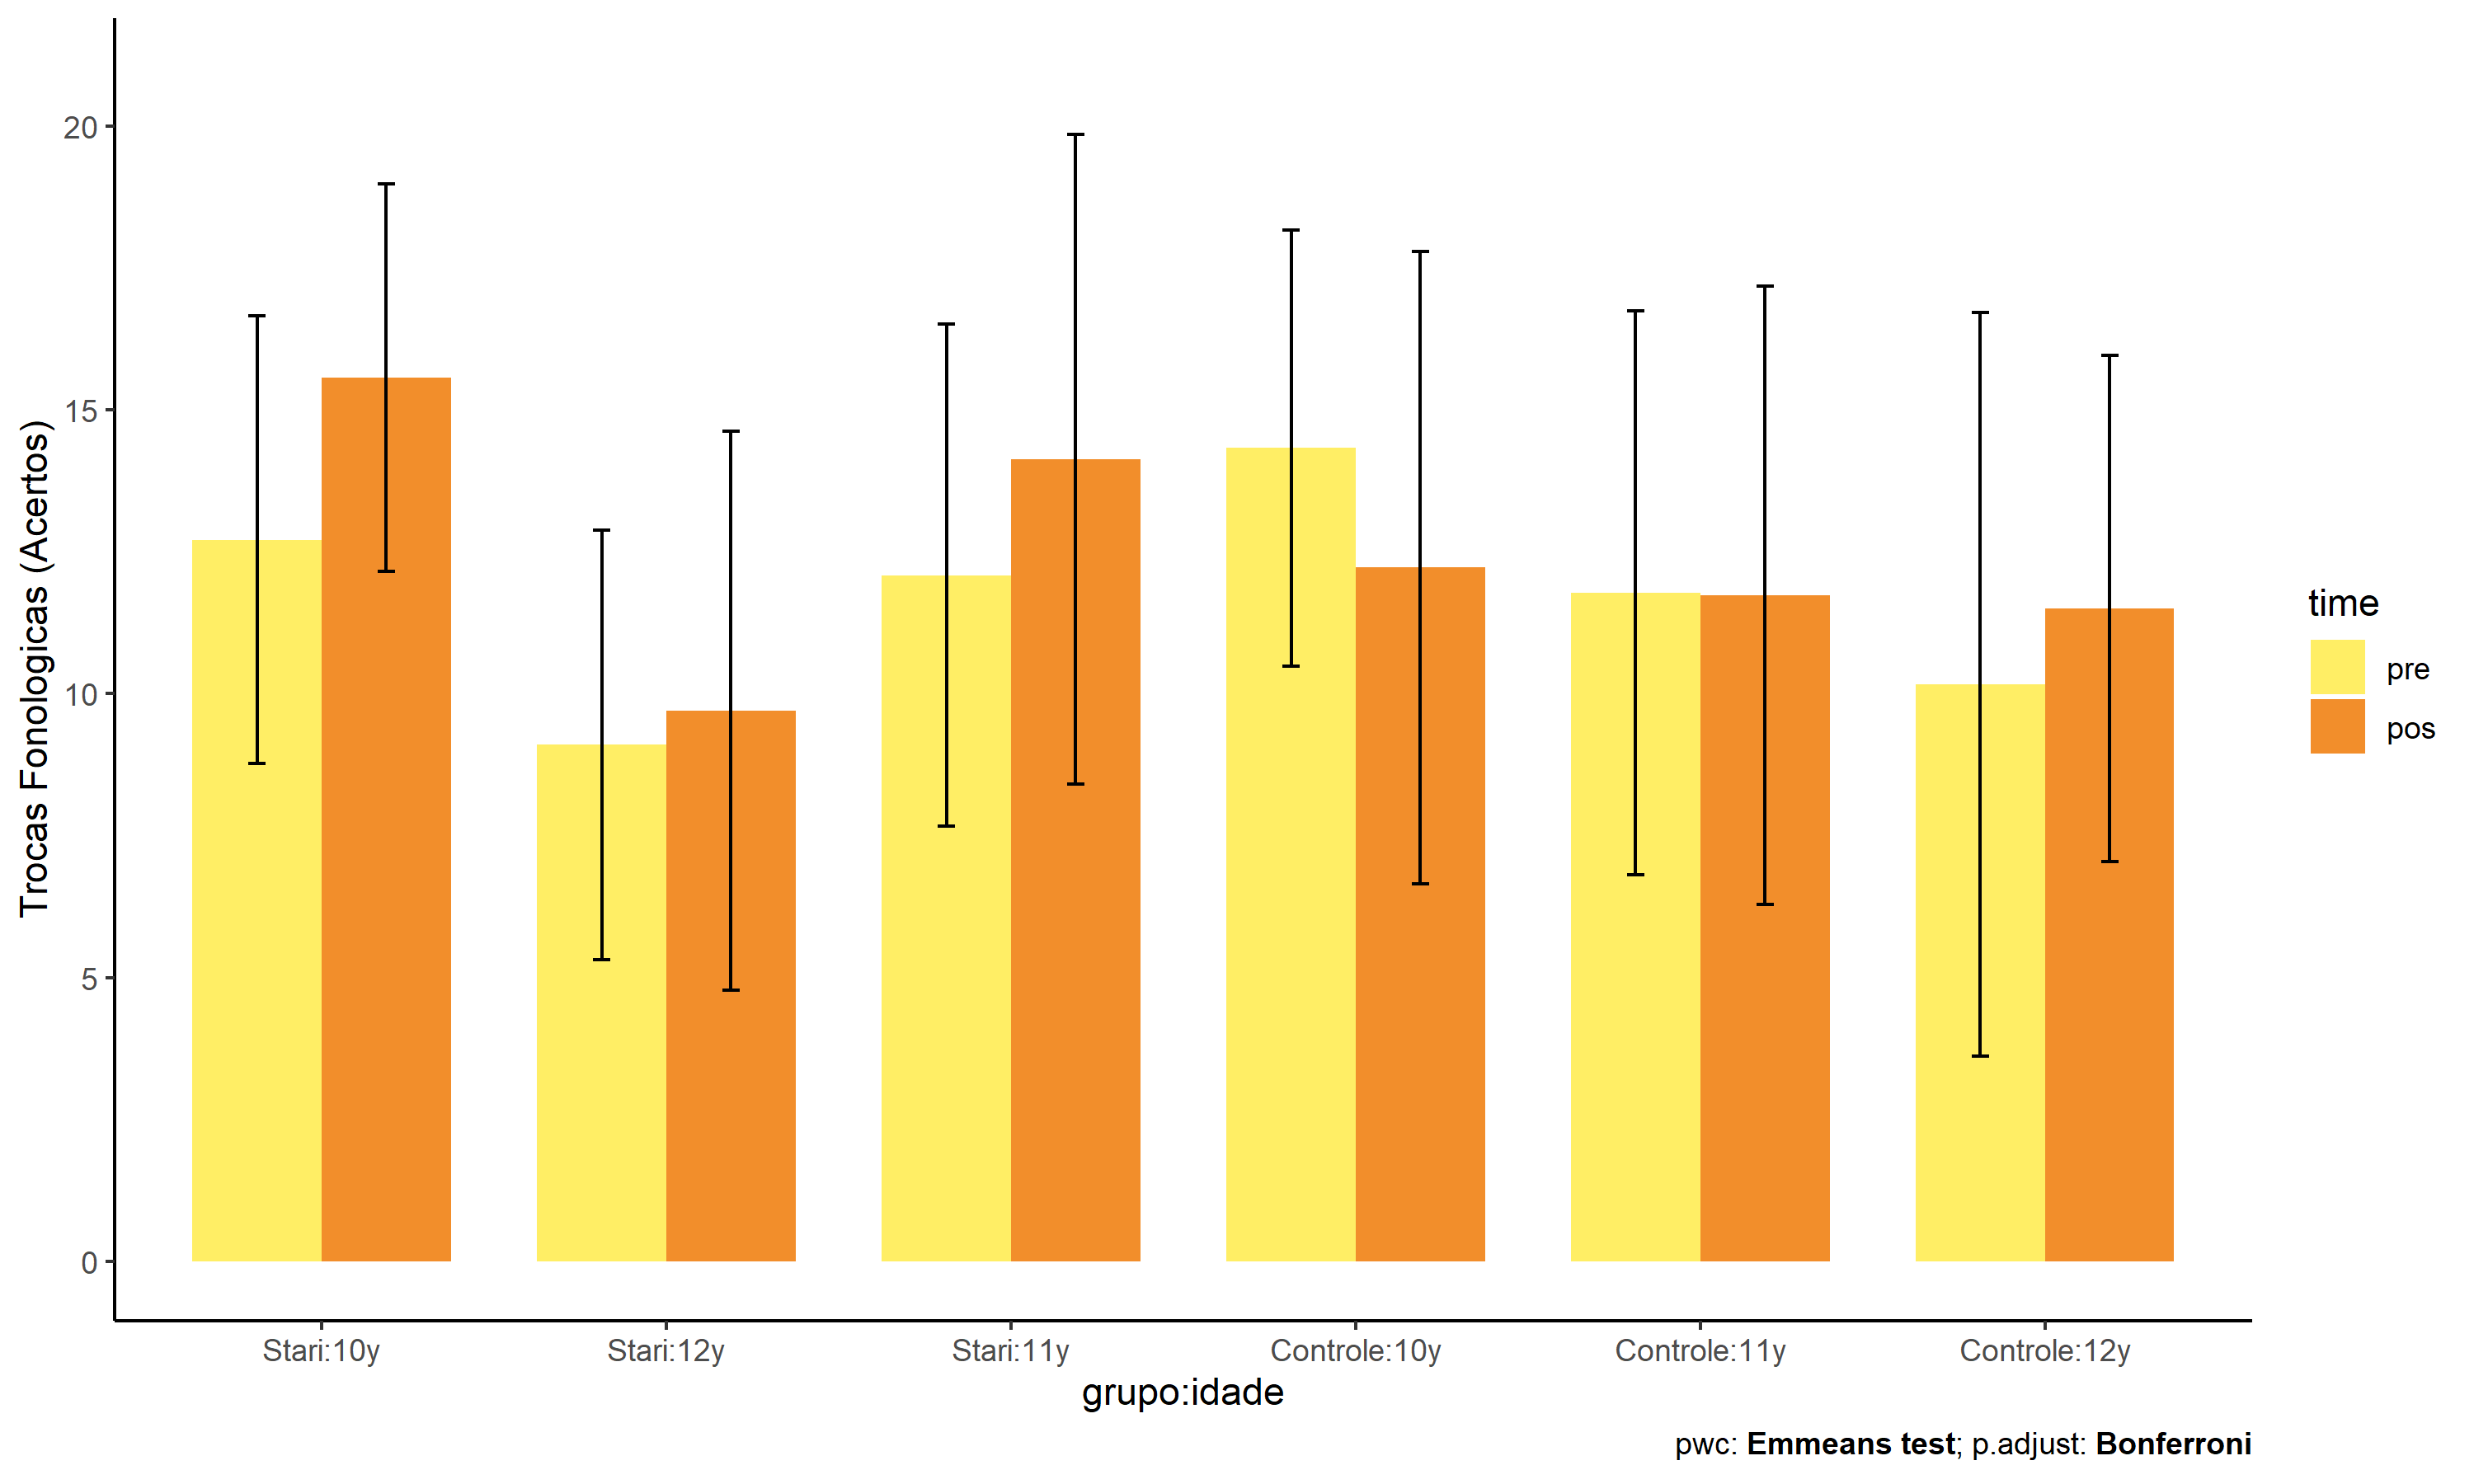 Trocas Fonologicas (Acertos)
20
15
10
5
0
Stari:10y
Stari:12y
Stari:11y
Controle:10y
Controle:11y
Controle:12y
grupo:idade
time
pre
pos
pwc: Emmeans test; p.adjust: Bonferroni